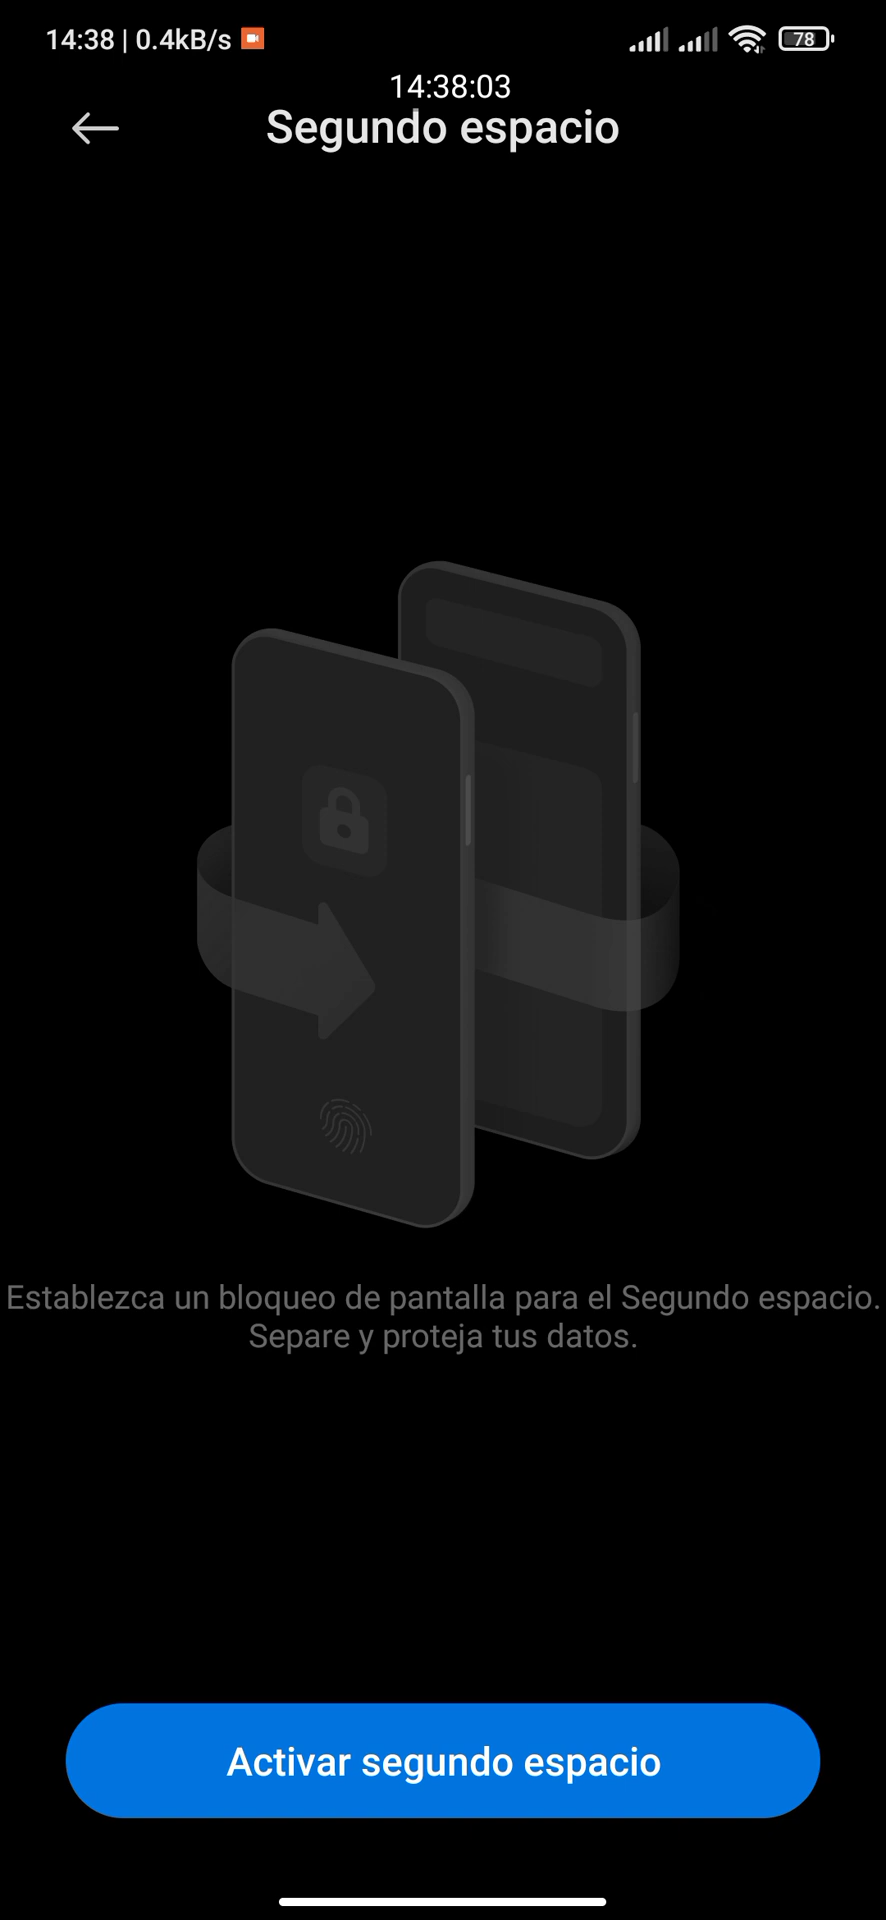 14:38 | 0.4kB/s
78
14:38:03
Segundo espacio
Establezca un bloqueo de pantalla para el Segundo espacio.
Separe y proteja tus datos.
Activar segundo espacio